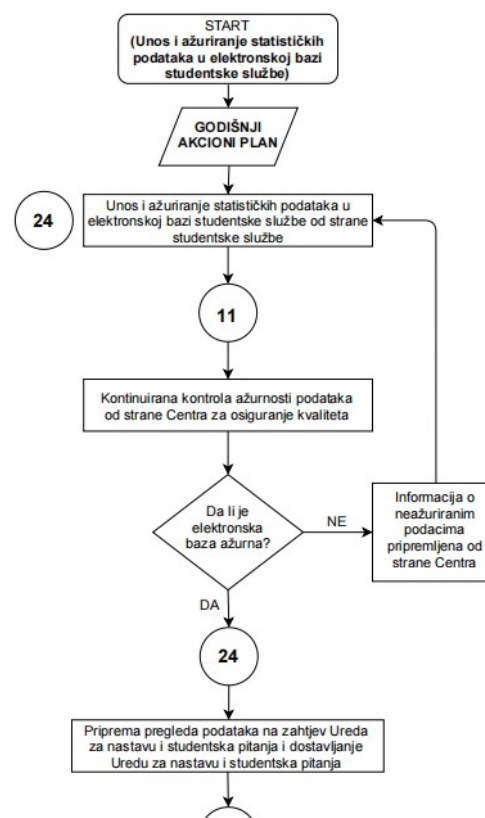 START
(Unos i ažuriranje statističkih
podataka u elektronskoj bazi
studentske službe)
GODIŠNJI
AKCIONI PLAN
24
Unos i ažuriranje statističkih podataka u
elektronskoj bazi studentske službe od strane
studentske službe
11
Kontinuirana kontrola ažurnosti podataka
od strane Centra za osiguranje kvaliteta
Da li je
elektronska
baza ažurna?
NE
Informacija o
neažuriranim
podacima
pripremljena od
strane Centra
DA
24
Priprema pregleda podataka na zahtjev Ureda
za nastavu i studentska pitanja i dostavljanje
Uredu za nastavu i studentska pitanja